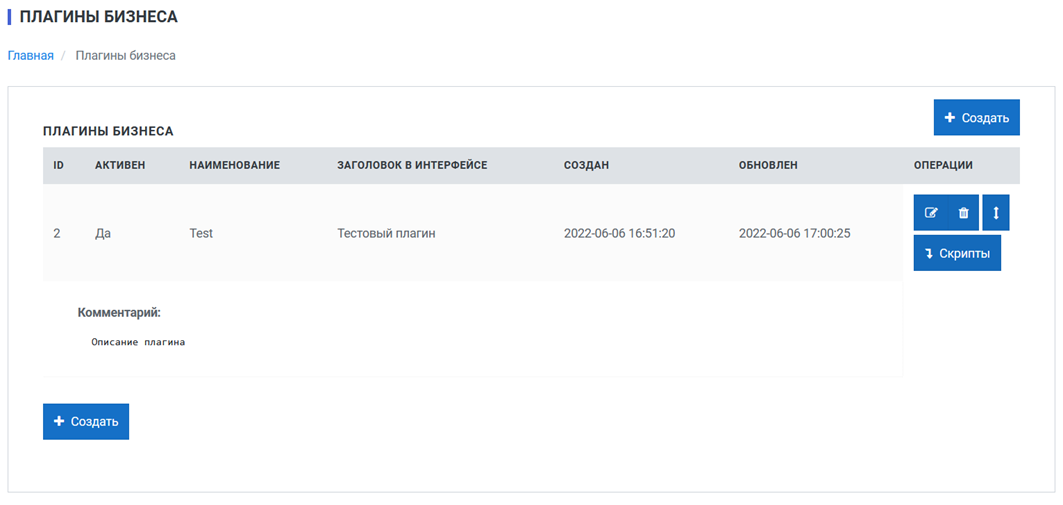 ПЛАГИНЫ БИЗНЕСА
Главная / Плагины бизнеса
Создать
ПЛАГИНЫ БИЗНЕСА
ID АКТИВЕН НАИМЕНОВАНИЕ ЗАГОЛОВОК В ИНТЕРФЕЙСЕ СОЗДАН ОБНОВЛЕН ОПЕРАЦИИ
2 Да Test Тестовый плагин 2022-06-06 16:51:20 2022-06-06 17:00:25
Скрипты
Комментарий:
Описание плагина
Создать